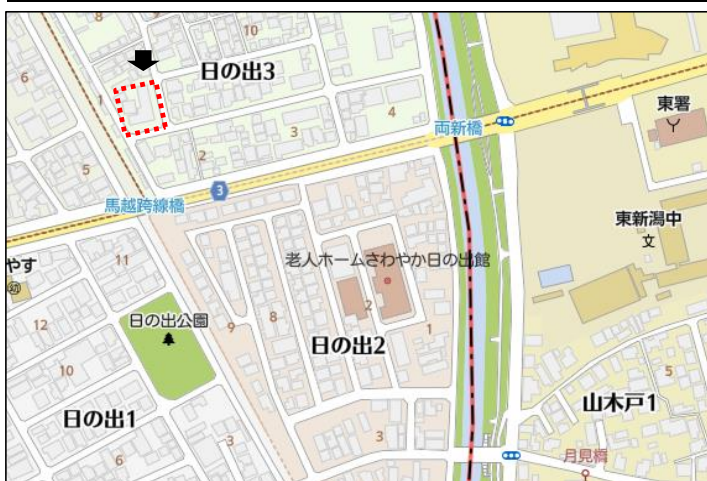 10
6
日の出3
1
東署
4
両新橋
3
5
2
3
馬越跨線橋
東新潟中
文
11
やす
老人ホームさわやか日の出館
12
日の出公園
2
9
8
1
日の出2
10
5
山木戸1
日の出1
3
3
6
月見橋